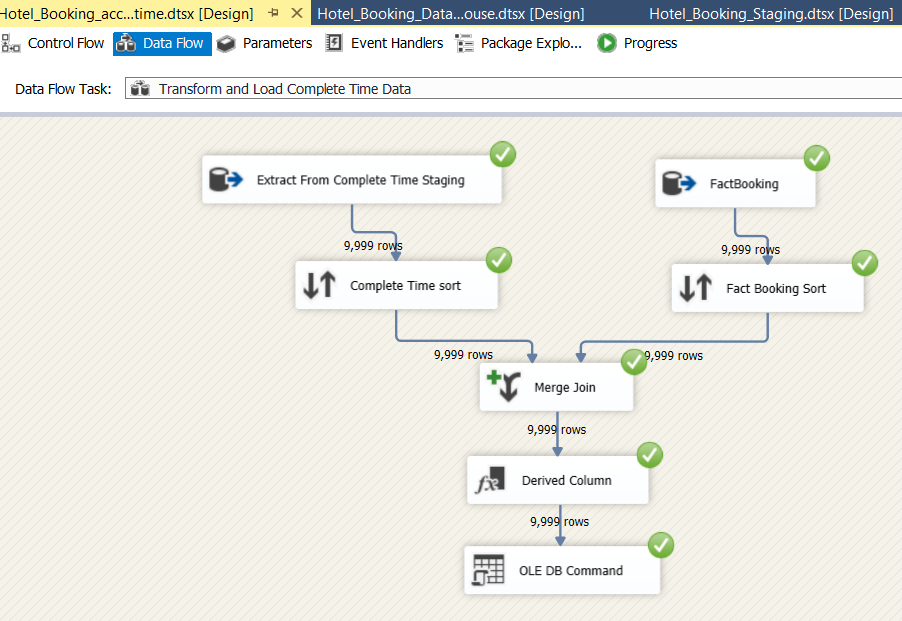 Hotel_Booking_acc...time.dtsx [Design] Hotel_Booking_Data...ouse.dtsx [Design] Hotel_Booking_Staging.dtsx [Design]
Control Flow Data Flow Parameters Event Handlers Package Explo... Progress
Data Flow Task: Transform and Load Complete Time Data
Extract From Complete Time Staging
FactBooking
9,999 rows
9,999 rows
Complete Time sort
Fact Booking Sort
9,999 rows
9,999 rows
Merge Join
9,999 rows
Derived Column
9,999 rows
OLE DB Command